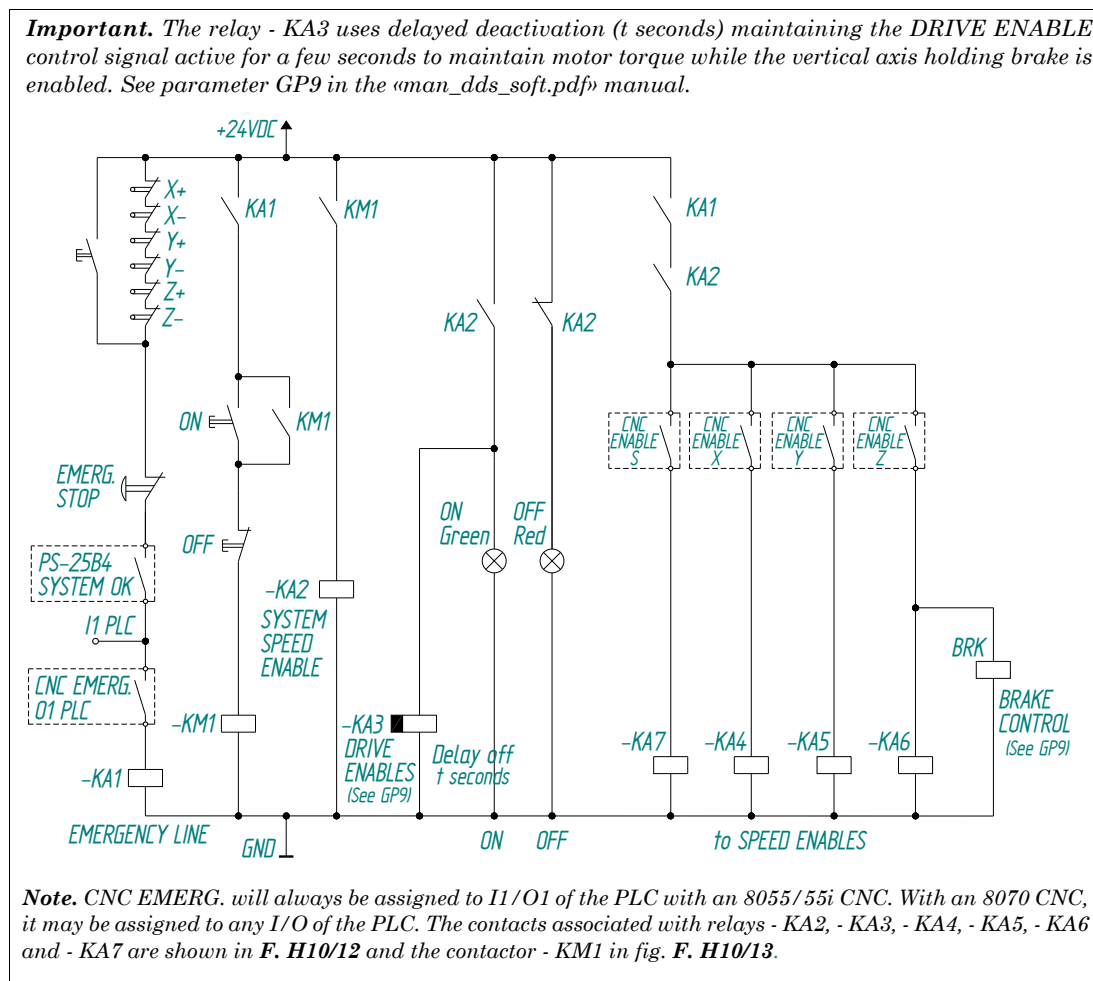 Important. The relay - KA3 uses delayed deactivation (t seconds) maintaining the DRIVE ENABLE
control signal active for a few seconds to maintain motor torque while the vertical axis holding brake is
enabled. See parameter GP9 in the «man_dds_soft.pdf» manual.
+24VDC
X+
X-
Y+
Y-
Z+
Z-
KA1
KM1
KA1
KA2
KA2
KA2
ON
KM1
CNC
ENABLE
S
CNC
ENABLE
X
CNC
ENABLE
Y
CNC
ENABLE
Z
EMERG.
STOP
OFF
ON
Green
OFF
Red
PS-25B4
SYSTEM OK
-KA2
SYSTEM
SPEED
ENABLE
I1 PLC
BRK
CNC EMERG.
O1 PLC
BRAKE
CONTROL
(See GP9)
-KM1
-KA3
DRIVE
ENABLES
(See GP9)
Delay off
t seconds
-KA7
-KA4
-KA5
-KA6
-KA1
EMERGENCY LINE
GND
ON
OFF
to SPEED ENABLES
Note. CNC EMERG. will always be assigned to I1/O1 of the PLC with an 8055/55i CNC. With an 8070 CNC,
it may be assigned to any I/O of the PLC. The contacts associated with relays - KA2, - KA3, - KA4, - KA5, - KA6
and - KA7 are shown in F. H10/12 and the contactor - KM1 in fig. F. H10/13.